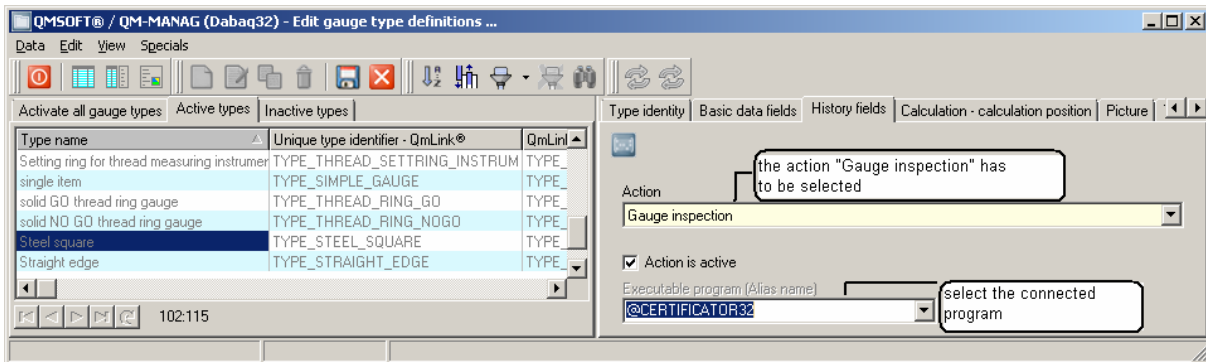 QMSOFT® / QM-MANAG (Dabaq32) - Edit gauge type definitions ...
Data Edit View Specials
Activate all gauge types Active types Inactive types
Type name Unique type identifier - QmLink® QmLinl
Setting ring for thread measuring instrumer TYPE_THREAD_SETTRING_INSTRUM TYPE_
single item TYPE_SIMPLE_GAUGE TYPE_
solid GO thread ring gauge TYPE_THREAD_RING_GO TYPE_
solid NO GO thread ring gauge TYPE_THREAD_RING_NOGO TYPE_
Steel square TYPE_STEEL_SQUARE TYPE_
Straight edge TYPE_STRAIGHT_EDGE TYPE_
102:115
Type identity Basic data fields History fields Calculation - calculation position Picture
the action "Gauge inspection" has
to be selected
Action
Gauge inspection
Action is active
Executable program (Alias name)
@CERTIFICATOR32
select the connected
program